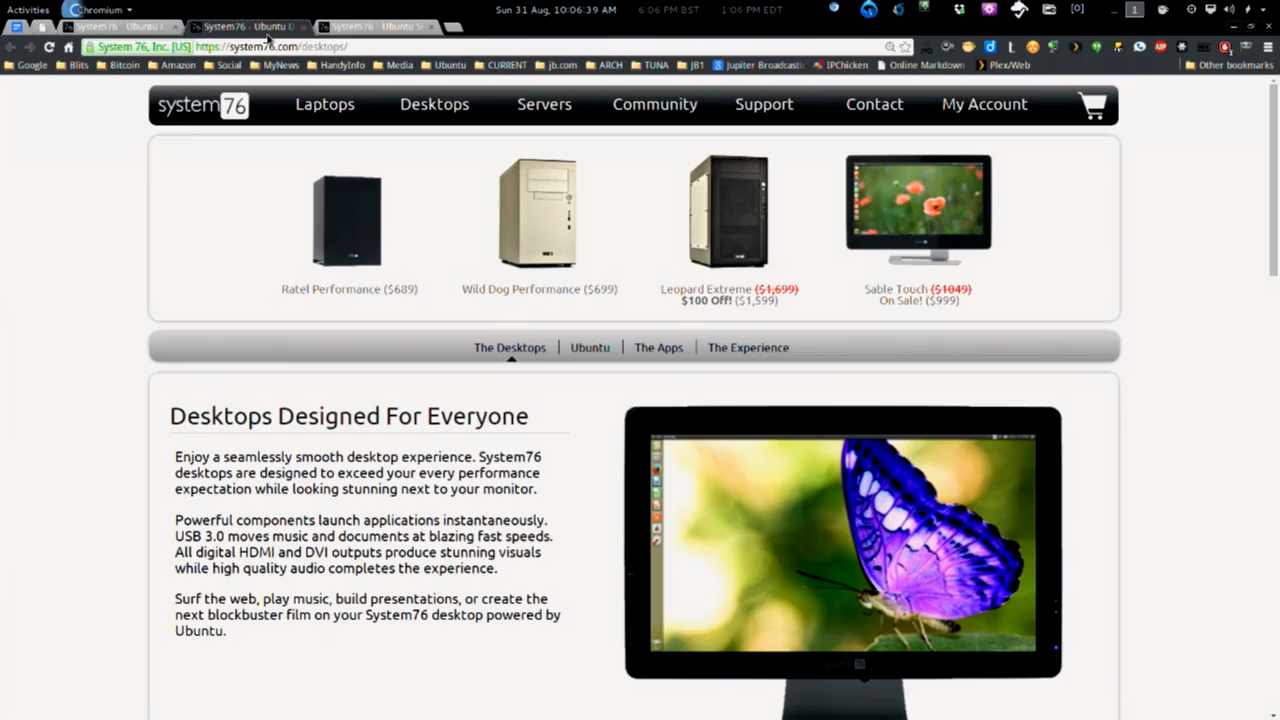 Activities
Chromium
Sun 31 Aug, 10:06:39 AM
6:06 PM BST
1:06 PM EDT
1
System76 - Ubuntu L
System76 - Ubuntu D
System76 - Ubuntu S
System 76, Inc. [US] https://system76.com/desktops/
Google Blits Bitcoin Amazon Social MyNews HandyInfo Media Ubuntu CURRENT jb.com ARCH TUNA JB1 Jupiter Broadcasti IPChicken Online Markdown Plex/Web Other bookmarks
system76 Laptops Desktops Servers Community Support Contact My Account
Ratel Performance ($689)
Wild Dog Performance ($699)
Leopard Extreme ($1,699)
$100 Off! ($1,599)
Sable Touch ($1049)
On Sale! ($999)
The Desktops | Ubuntu | The Apps | The Experience
Desktops Designed For Everyone
Enjoy a seamlessly smooth desktop experience. System76
desktops are designed to exceed your every performance
expectation while looking stunning next to your monitor.
Powerful components launch applications instantaneously.
USB 3.0 moves music and documents at blazing fast speeds.
All digital HDMI and DVI outputs produce stunning visuals
while high quality audio completes the experience.
Surf the web, play music, build presentations, or create the
next blockbuster film on your System76 desktop powered by
Ubuntu.
system 76